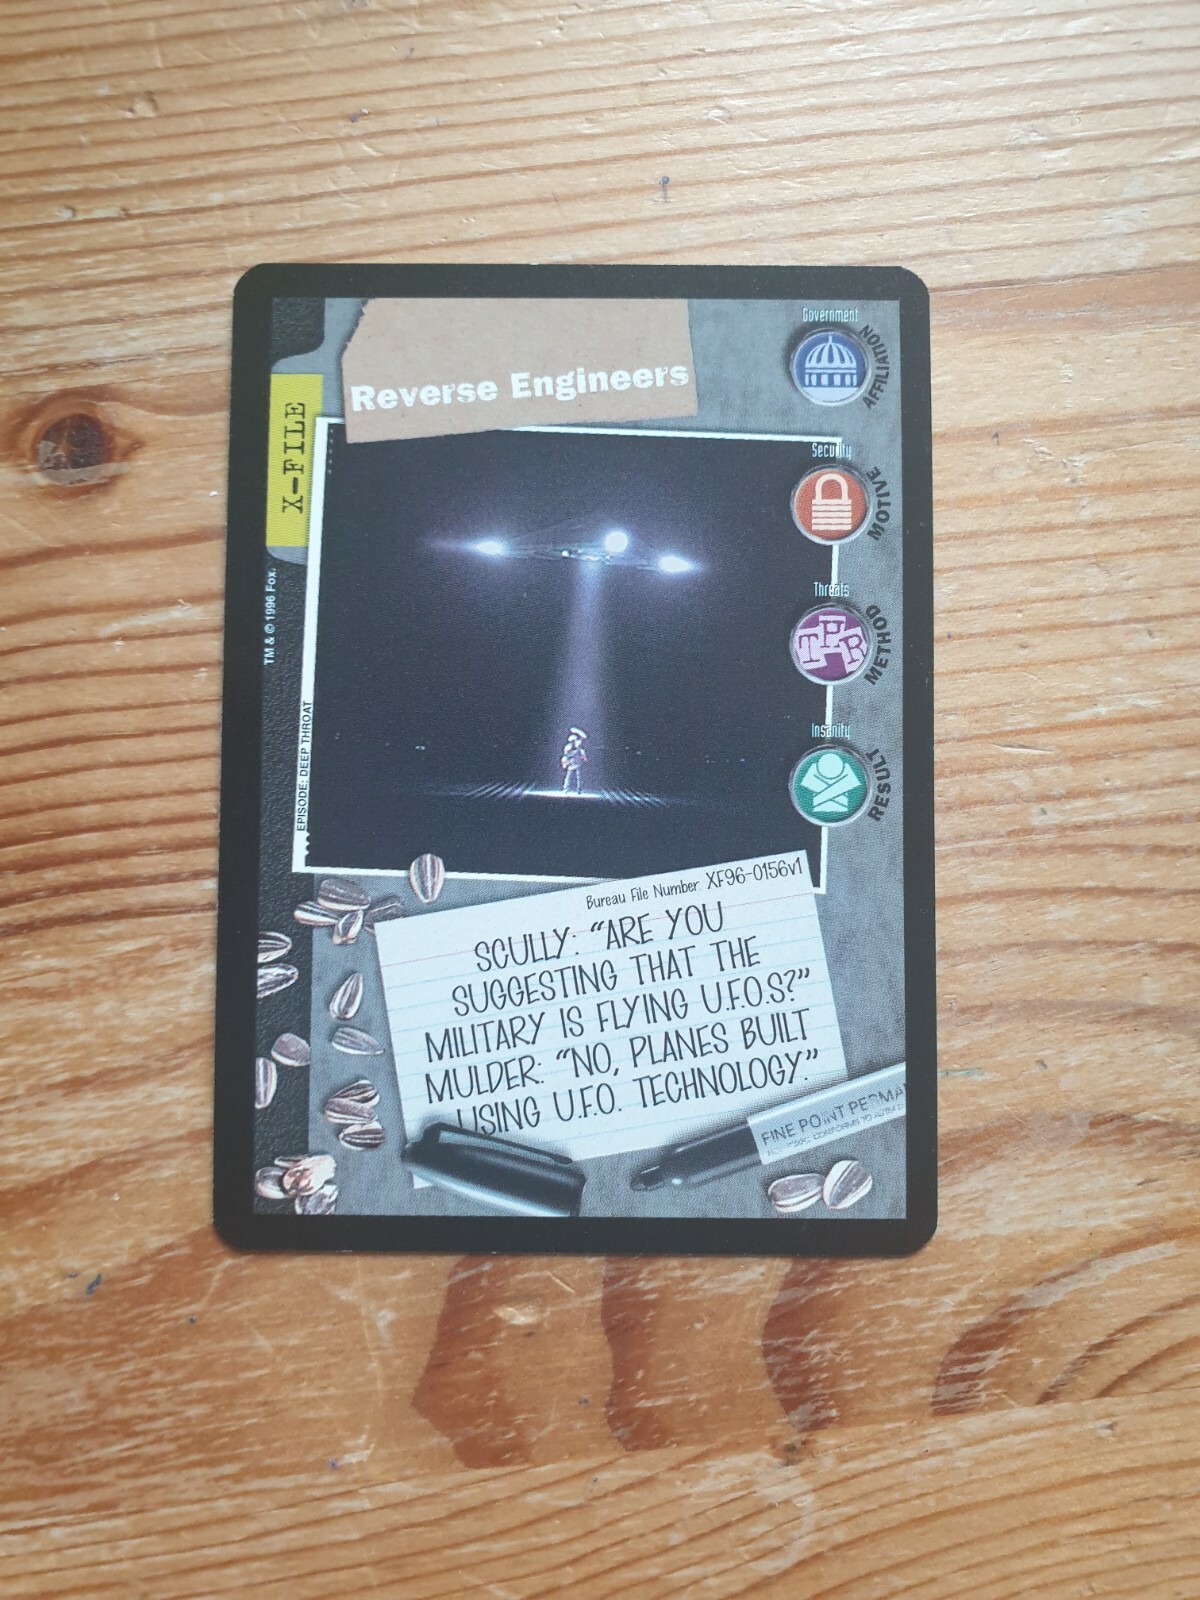 Reverse Engineers
X-FILE
TM & © 1996 Fox.
EPISODE: DEEP THROAT
Government
AFFILIATION
Security
MOTIVE
Threats
TPR
METHOD
Insanity
RESULT
Bureau File Number XF96-0156v1
SCULLY: “ARE YOU
SUGGESTING THAT THE
MILITARY IS FLYING U.F.O.S?”
MULDER: “NO, PLANES BUILT
USING U.F.O. TECHNOLOGY.”
FINE POINT PERMA